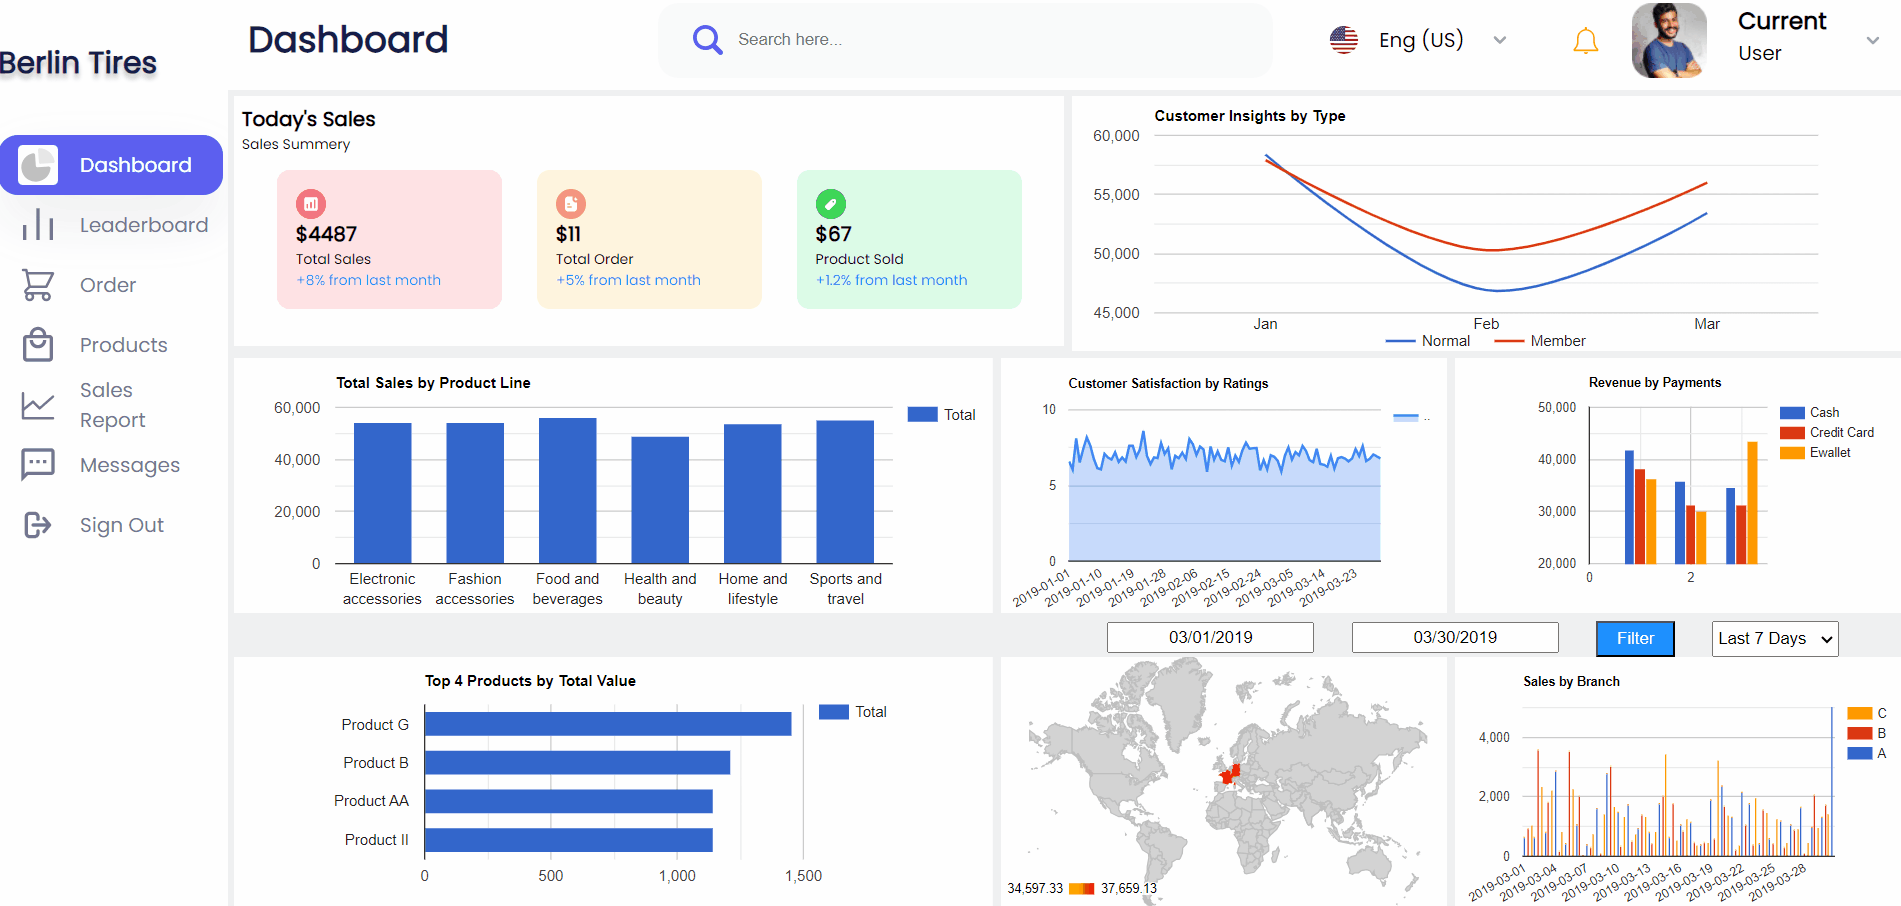 Berlin Tires
Dashboard
Search here...
Eng (US)
Current
User
Dashboard
Leaderboard
Order
Products
Sales
Report
Messages
Sign Out
Today's Sales
Sales Summery
$4487
Total Sales
+8% from last month
$11
Total Order
+5% from last month
$67
Product Sold
+1.2% from last month
Customer Insights by Type
60,000
55,000
50,000
45,000
Jan Feb Mar
Normal Member
Total Sales by Product Line
60,000
40,000
20,000
0
Total
Electronic accessories
Fashion accessories
Food and beverages
Health and beauty
Home and lifestyle
Sports and travel
Customer Satisfaction by Ratings
10
5
0
..
2019-01-01
2019-01-10
2019-01-19
2019-01-28
2019-02-06
2019-02-15
2019-02-24
2019-03-05
2019-03-14
2019-03-23
Revenue by Payments
50,000
40,000
30,000
20,000
0 2
Cash
Credit Card
Ewallet
03/01/2019
03/30/2019
Filter
Last 7 Days
Top 4 Products by Total Value
Product G
Product B
Product AA
Product II
0 500 1,000 1,500
Total
34,597.33 37,659.13
Sales by Branch
4,000
2,000
0
C
B
A
2019-03-01
2019-03-04
2019-03-07
2019-03-10
2019-03-13
2019-03-16
2019-03-19
2019-03-22
2019-03-25
2019-03-28